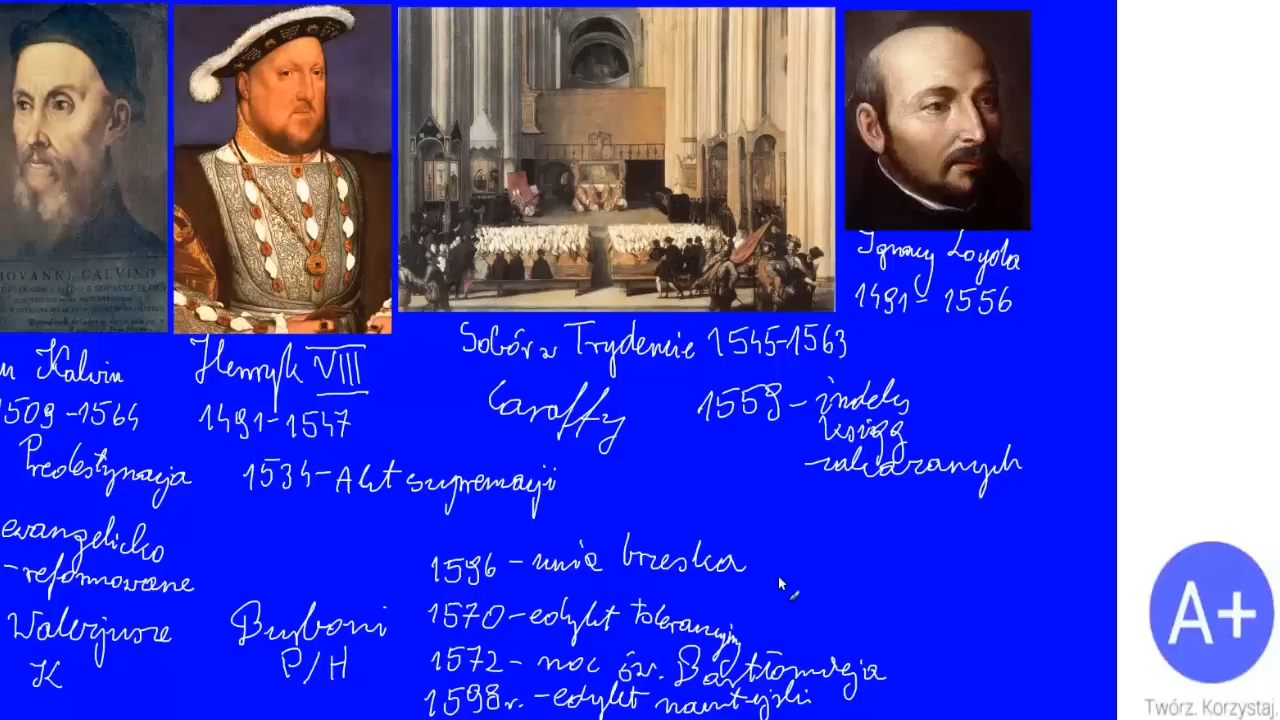 IOVANNE CALVINO
Ignacy Loyola
1491 - 1556
Sobór w Trydencie 1545-1563
n Kalvin
Henryk VIII
1509 - 1564
1491 - 1547
Caraffy
1559 - indeks
ksiąg
zakazanych
Predestynacja
1534 - Akt supremacji
ewangelicko
- reformowane
1596 - unia brzeska
Walezjusze
K
Burboni
P/H
1570 - edykt tolerancyjny
1572 - noc św. Bartłomieja
1598 r. - edykt nantejski
A+
Twórz. Korzystaj.